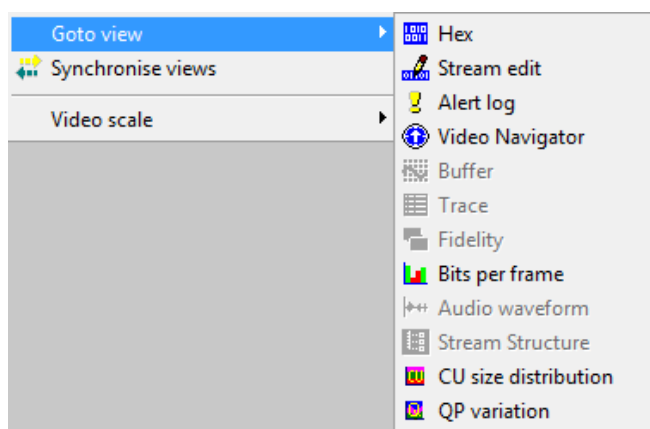 Goto view
Synchronise views
Video scale
Hex
Stream edit
Alert log
Video Navigator
Buffer
Trace
Fidelity
Bits per frame
Audio waveform
Stream Structure
CU size distribution
QP variation